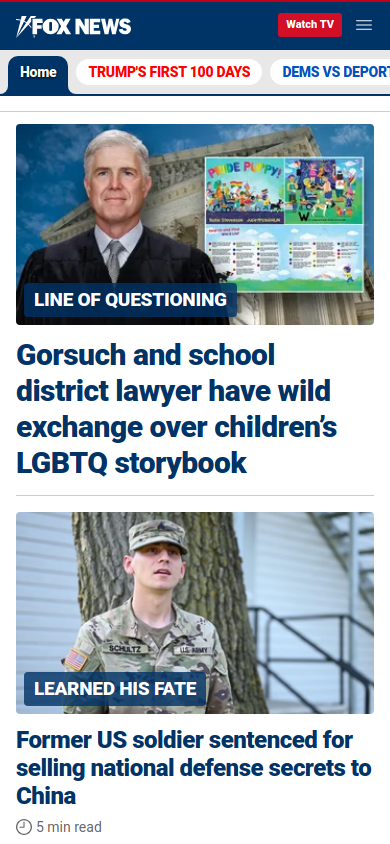 FOX NEWS
Watch TV
Home
TRUMP'S FIRST 100 DAYS
DEMS VS DEPORT
PRIDE PUPPY!
LINE OF QUESTIONING
Gorsuch and school
district lawyer have wild
exchange over children’s
LGBTQ storybook
SCHULTZ
U.S. ARMY
LEARNED HIS FATE
Former US soldier sentenced for
selling national defense secrets to
China
5 min read